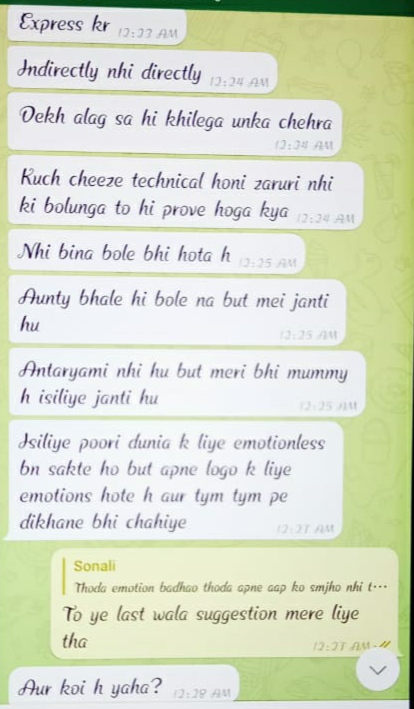 Express kr 12:23 AM
Indirectly nhi directly 12:24 AM
Dekh alag sa hi khilega unka chehra
12:24 AM
Kuch cheeze technical honi zaruri nhi
ki bolunga to hi prove hoga kya 12:24 AM
Nhi bina bole bhi hota h 12:25 AM
Aunty bhale hi bole na but mei janti
hu
12:25 AM
Antaryami nhi hu but meri bhi mummy
h isiliye janti hu
12:25 AM
Isiliye poori dunia k liye emotionless
bn sakte ho but apne logo k liye
emotions hote h aur tym tym pe
dikhane bhi chahiye
12:27 AM
Sonali
Thoda emotion badhao thoda apne aap ko smjho nhi t...
To ye last wala suggestion mere liye
tha
12:27 AM
Aur koi h yaha? 12:28 AM